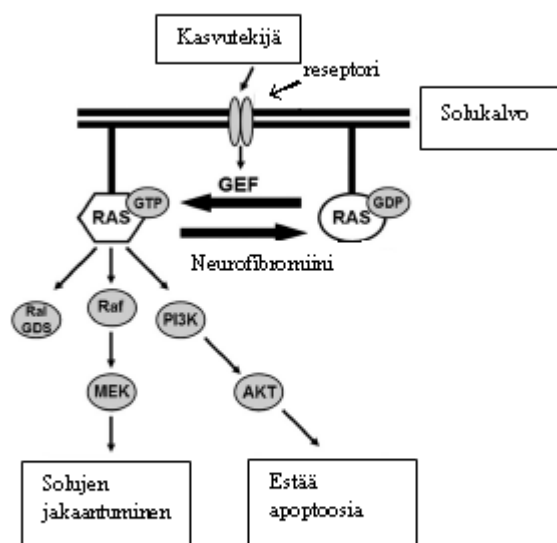 Kasvutekijä
reseptori
Solukalvo
GEF
RAS
GTP
RAS
GDP
Neurofibromiini
Ral
GDS
Raf
PI3K
MEK
AKT
Solujen
jakaantuminen
Estää
apoptoosia